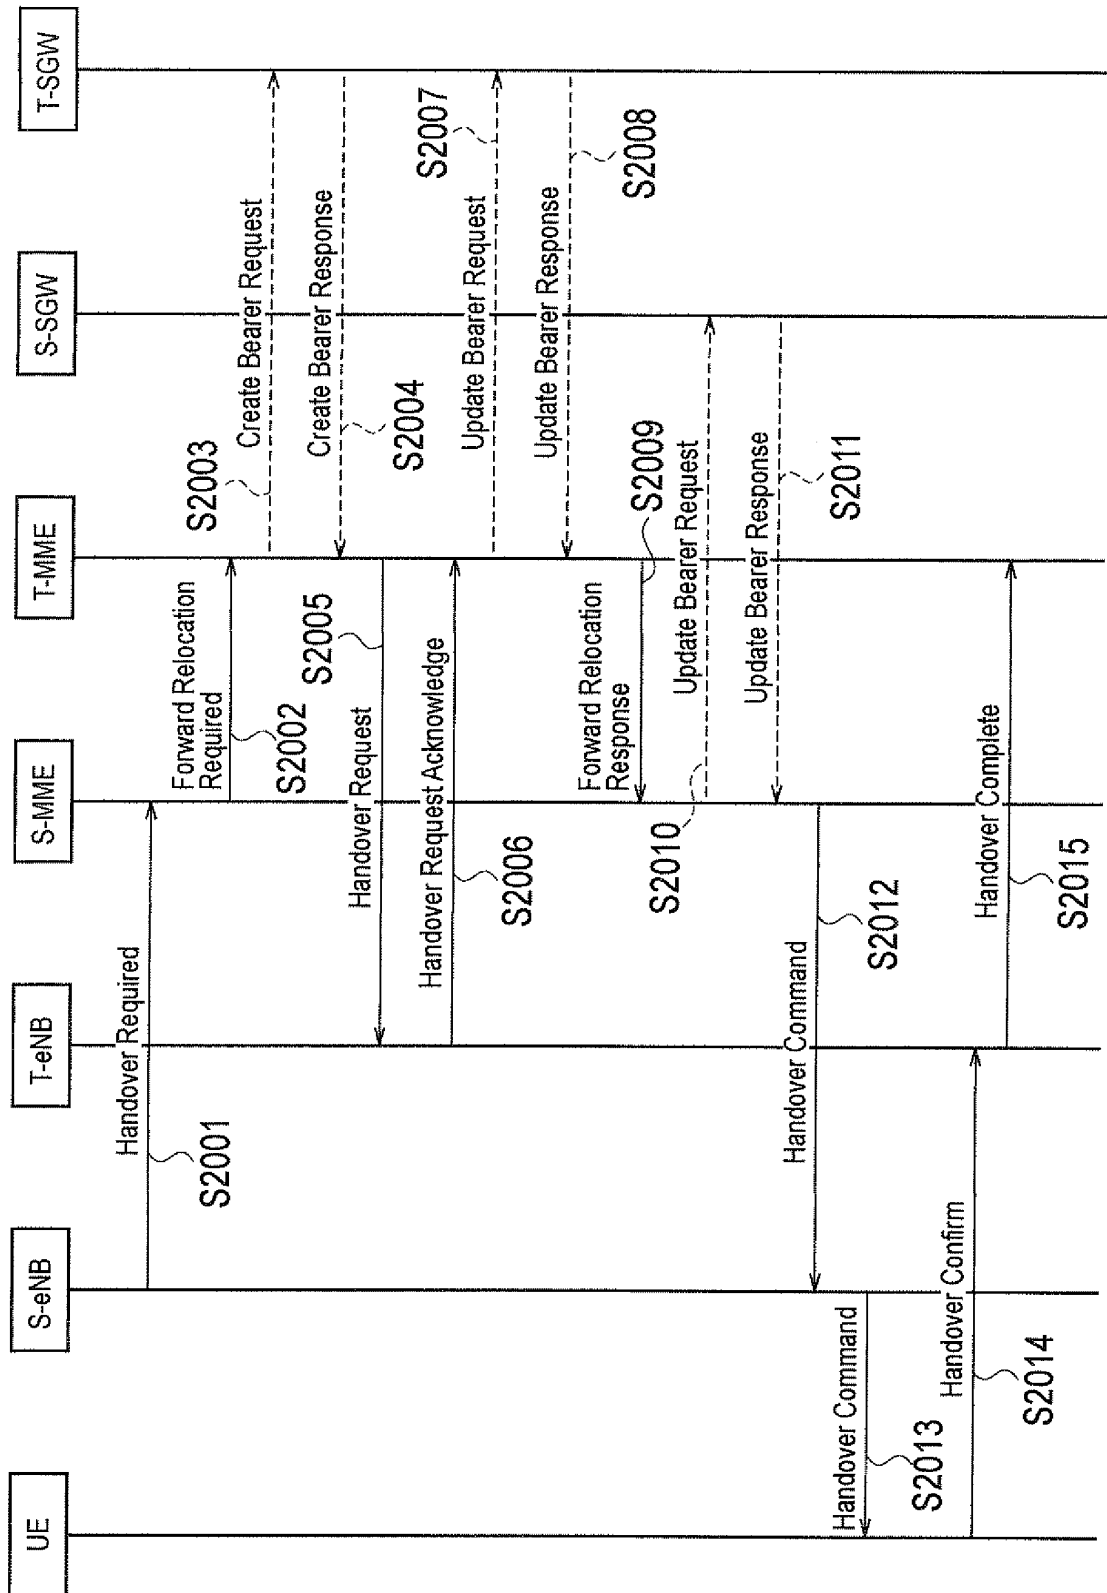 UE
S-eNB
T-eNB
S-MME
T-MME
S-SGW
T-SGW
Handover Required
S2001
Forward Relocation
Required
S2002
S2003
Create Bearer Request
Create Bearer Response
S2004
Handover Request
S2005
Handover Request Acknowledge
S2006
Update Bearer Request
S2007
Update Bearer Response
S2008
Forward Relocation
Response
S2009
S2010
Update Bearer Request
Update Bearer Response
S2011
Handover Command
S2012
Handover Command
S2013
Handover Confirm
S2014
Handover Complete
S2015